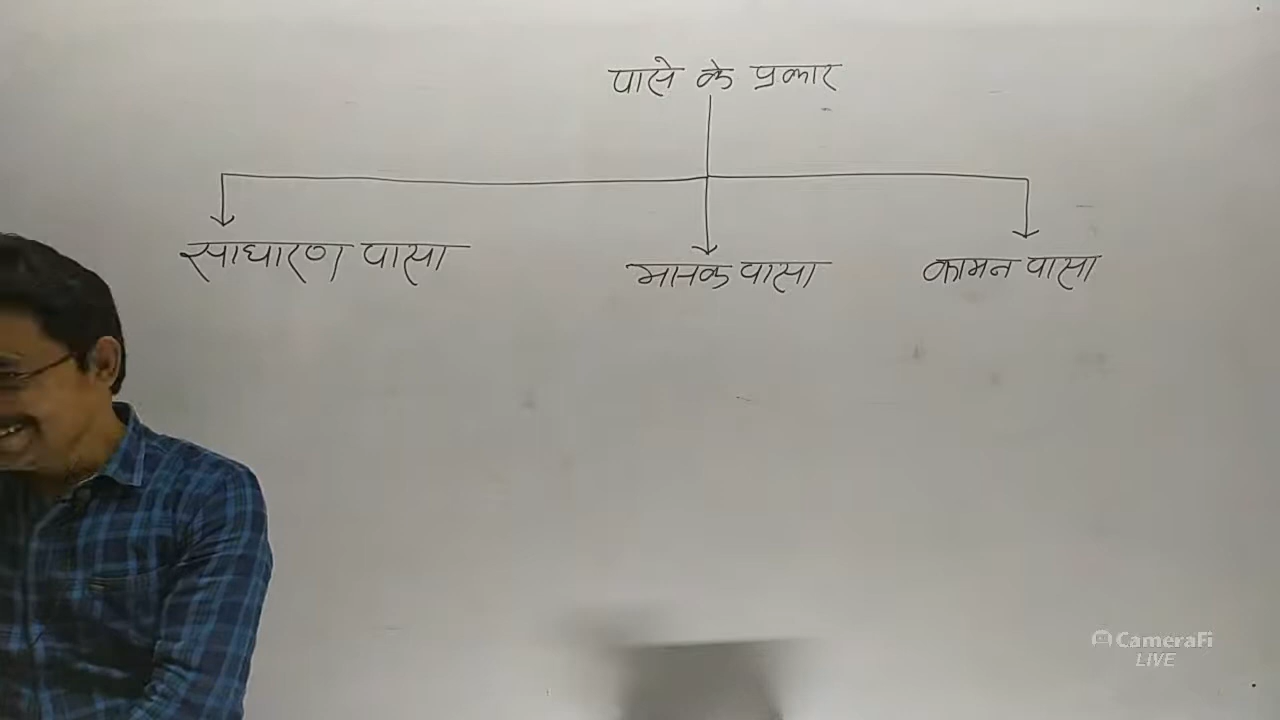 पासे के प्रकार
साधारण पासा
मानक पासा
कामन पासा
CameraFi
LIVE